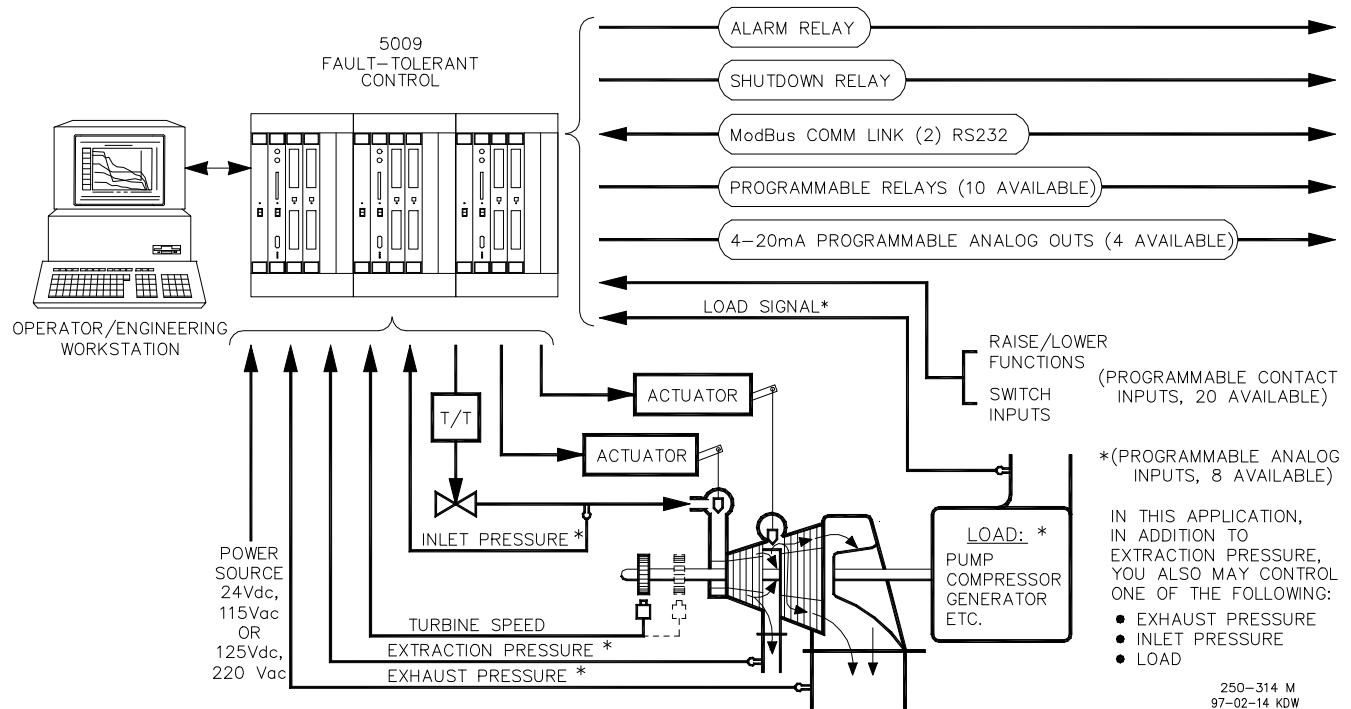 5009
FAULT-TOLERANT
CONTROL
ALARM RELAY
SHUTDOWN RELAY
ModBus COMM LINK (2) RS232
PROGRAMMABLE RELAYS (10 AVAILABLE)
4-20mA PROGRAMMABLE ANALOG OUTS (4 AVAILABLE)
OPERATOR/ENGINEERING
WORKSTATION
LOAD SIGNAL*
RAISE/LOWER
FUNCTIONS
SWITCH
INPUTS
(PROGRAMMABLE CONTACT
INPUTS, 20 AVAILABLE)
ACTUATOR
T/T
ACTUATOR
*(PROGRAMMABLE ANALOG
INPUTS, 8 AVAILABLE)
INLET PRESSURE *
POWER
SOURCE
24Vdc,
115Vac
OR
125Vdc,
220 Vac
TURBINE SPEED
EXTRACTION PRESSURE *
EXHAUST PRESSURE *
LOAD: *
PUMP
COMPRESSOR
GENERATOR
ETC.
IN THIS APPLICATION,
IN ADDITION TO
EXTRACTION PRESSURE,
YOU ALSO MAY CONTROL
ONE OF THE FOLLOWING:
● EXHAUST PRESSURE
● INLET PRESSURE
● LOAD
250-314 M
97-02-14 KDW